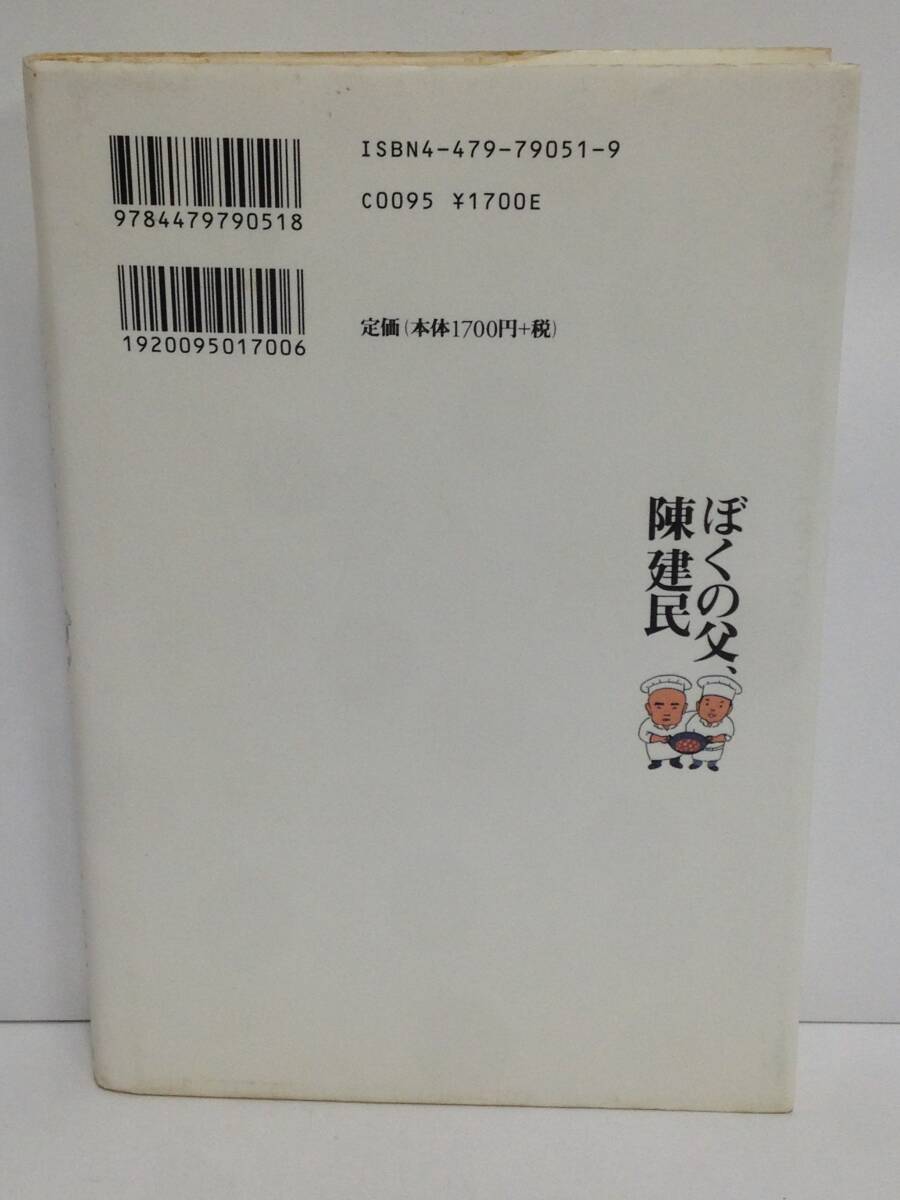 ISBN4-479-79051-9
C0095 ¥1700E
9784479790518
1920095017006
定価(本体1700円+税)
ぼくの父、
陳建民